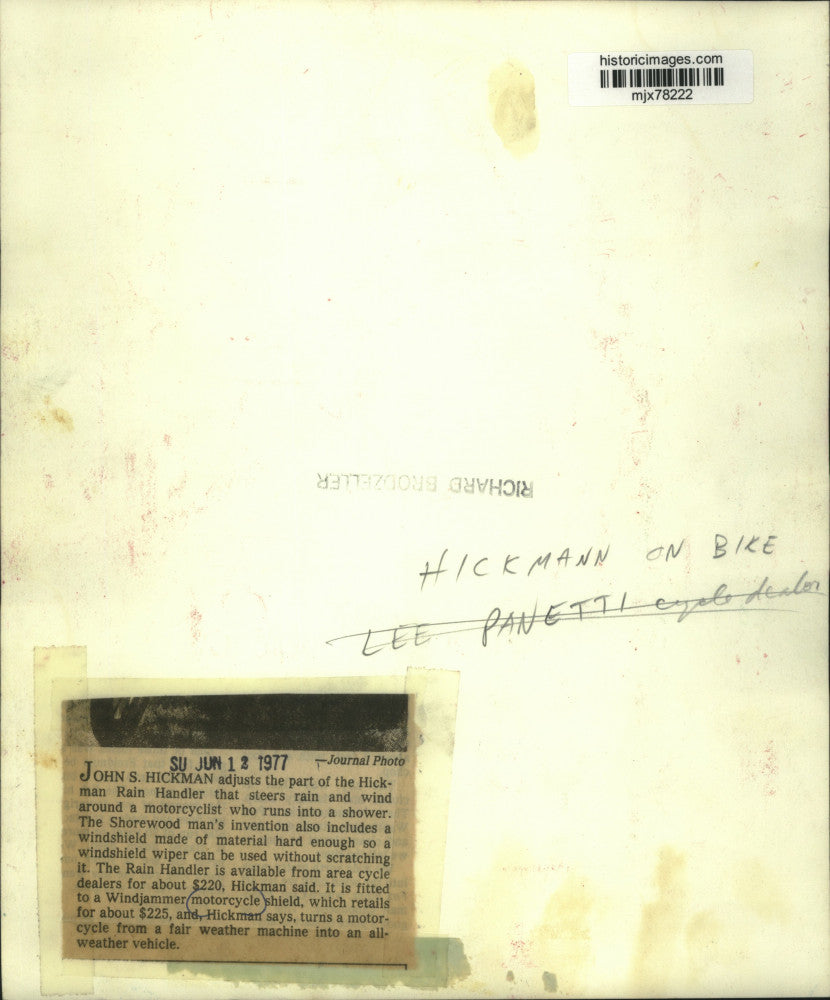 historicimages.com
mjx78222
RICHARD BRODZELLER
HICKMANN ON BIKE
LEE PANETTI cycle dealer
SU JUN 12 1977
—Journal Photo
JOHN S. HICKMAN adjusts the part of the Hick-
man Rain Handler that steers rain and wind
around a motorcyclist who runs into a shower.
The Shorewood man's invention also includes a
windshield made of material hard enough so a
windshield wiper can be used without scratching
it. The Rain Handler is available from area cycle
dealers for about $220, Hickman said. It is fitted
to a Windjammer motorcycle shield, which retails
for about $225, and, Hickman says, turns a motor-
cycle from a fair weather machine into an all-
weather vehicle.